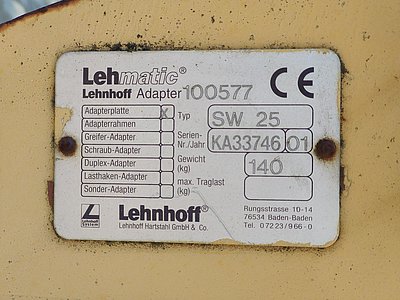 Lehmatic®
Lehnhoff Adapter 100577
CE
Adapterplatte X
Adapterrahmen
Greifer-Adapter
Schraub-Adapter
Duplex-Adapter
Lasthaken-Adapter
Sonder-Adapter
Typ SW 25
Serien-
Nr./Jahr KA33746 01
Gewicht
(kg) 140
max. Traglast
(kg)
Lehnhoff
System
Lehnhoff®
Lehnhoff Hartstahl GmbH & Co.
Rungsstrasse 10-14
76534 Baden-Baden
Tel. 07223/966-0